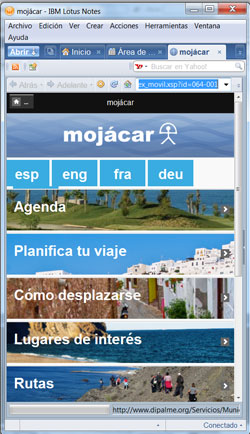 mojácar - IBM Lotus Notes
Archivo Edición Ver Crear Acciones Herramientas Ventana
Ayuda
Abrir Inicio Área de ... mojácar
Buscar en Yahoo!
Atrás Adelante ex_movil.xsp?id=064-001
mojácar
mojácar
esp eng fra deu
Agenda
Planifica tu viaje
Cómo desplazarse
Lugares de interés
Rutas
http://www.dipalme.org/Servicios/Muni
Conectado